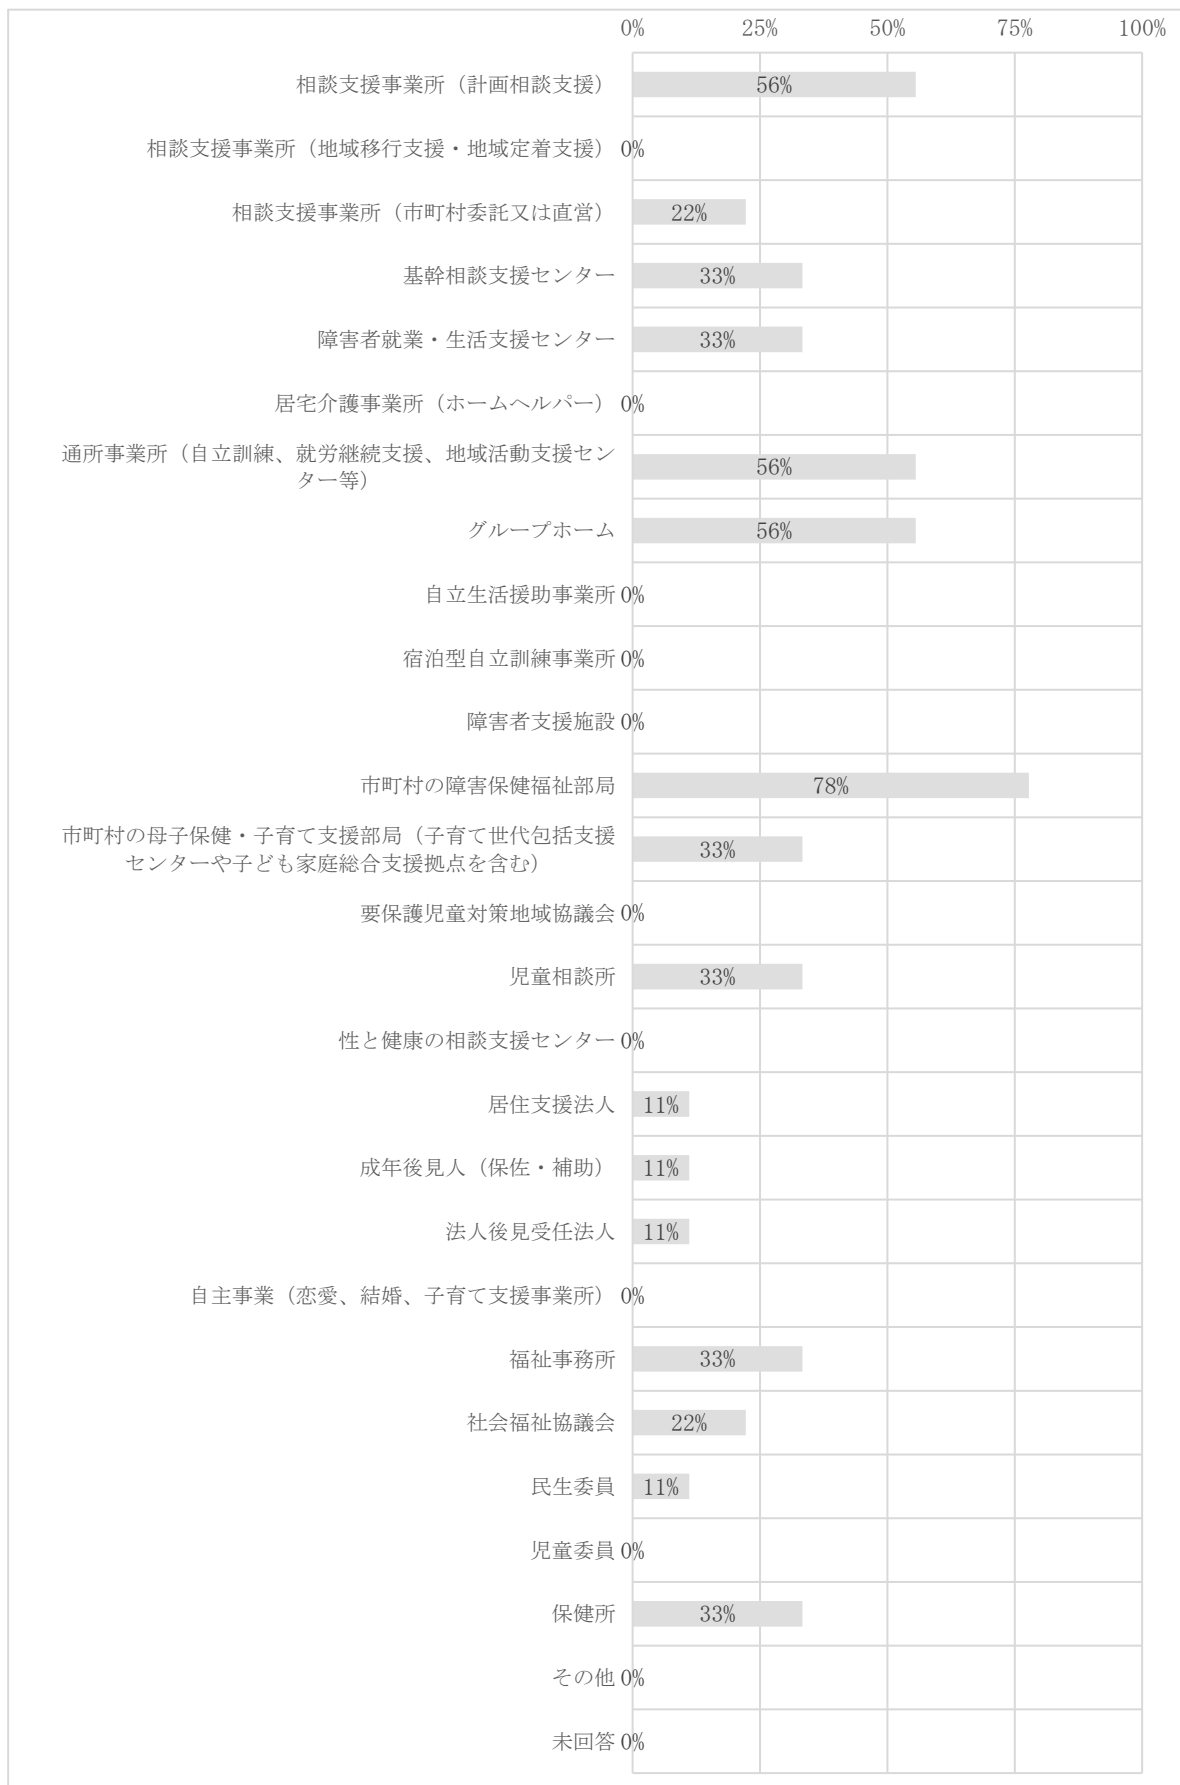 0% 25% 50% 75% 100%
相談支援事業所（計画相談支援） 56%
相談支援事業所（地域移行支援・地域定着支援） 0%
相談支援事業所（市町村委託又は直営） 22%
基幹相談支援センター 33%
障害者就業・生活支援センター 33%
居宅介護事業所（ホームヘルパー） 0%
通所事業所（自立訓練、就労継続支援、地域活動支援セン
ター等） 56%
グループホーム 56%
自立生活援助事業所 0%
宿泊型自立訓練事業所 0%
障害者支援施設 0%
市町村の障害保健福祉部局 78%
市町村の母子保健・子育て支援部局（子育て世代包括支援
センターや子ども家庭総合支援拠点を含む） 33%
要保護児童対策地域協議会 0%
児童相談所 33%
性と健康の相談支援センター 0%
居住支援法人 11%
成年後見人（保佐・補助） 11%
法人後見受任法人 11%
自主事業（恋愛、結婚、子育て支援事業所） 0%
福祉事務所 33%
社会福祉協議会 22%
民生委員 11%
児童委員 0%
保健所 33%
その他 0%
未回答 0%